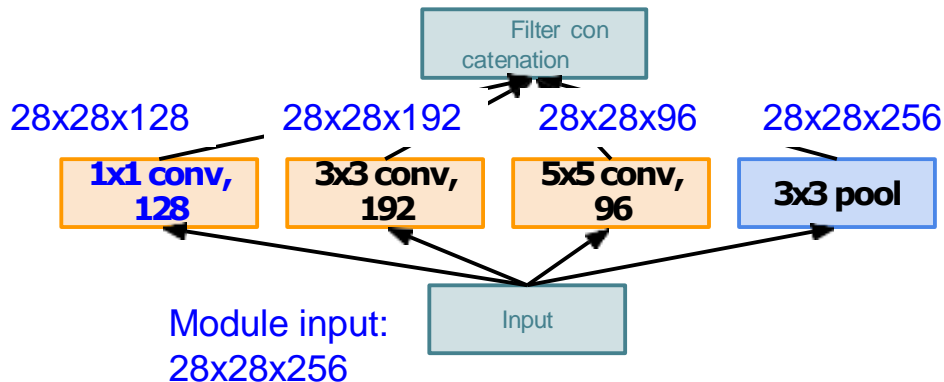 Filter con
catenation
28x28x128 28x28x192 28x28x96 28x28x256
1x1 conv,
128
3x3 conv,
192
5x5 conv,
96
3x3 pool
Input
Module input:
28x28x256